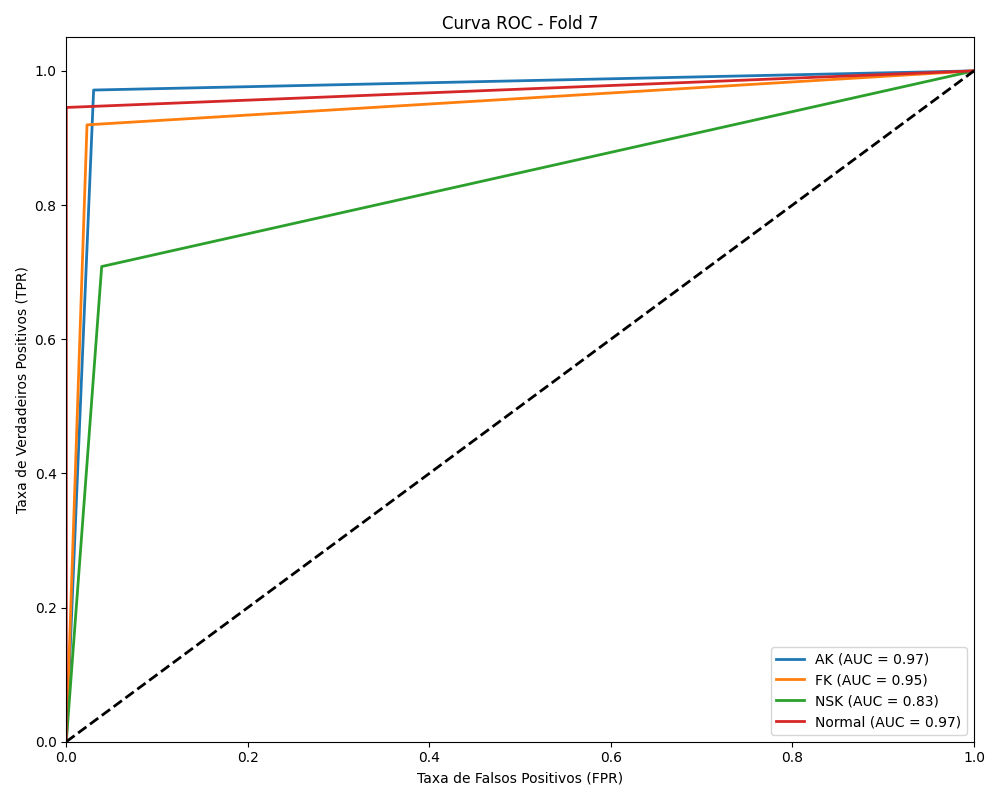 Curva ROC - Fold 7
Taxa de Verdadeiros Positivos (TPR)
1.0
0.8
0.6
0.4
0.2
0.0
0.0
0.2
0.4
0.6
0.8
1.0
Taxa de Falsos Positivos (FPR)
AK (AUC = 0.97)
FK (AUC = 0.95)
NSK (AUC = 0.83)
Normal (AUC = 0.97)